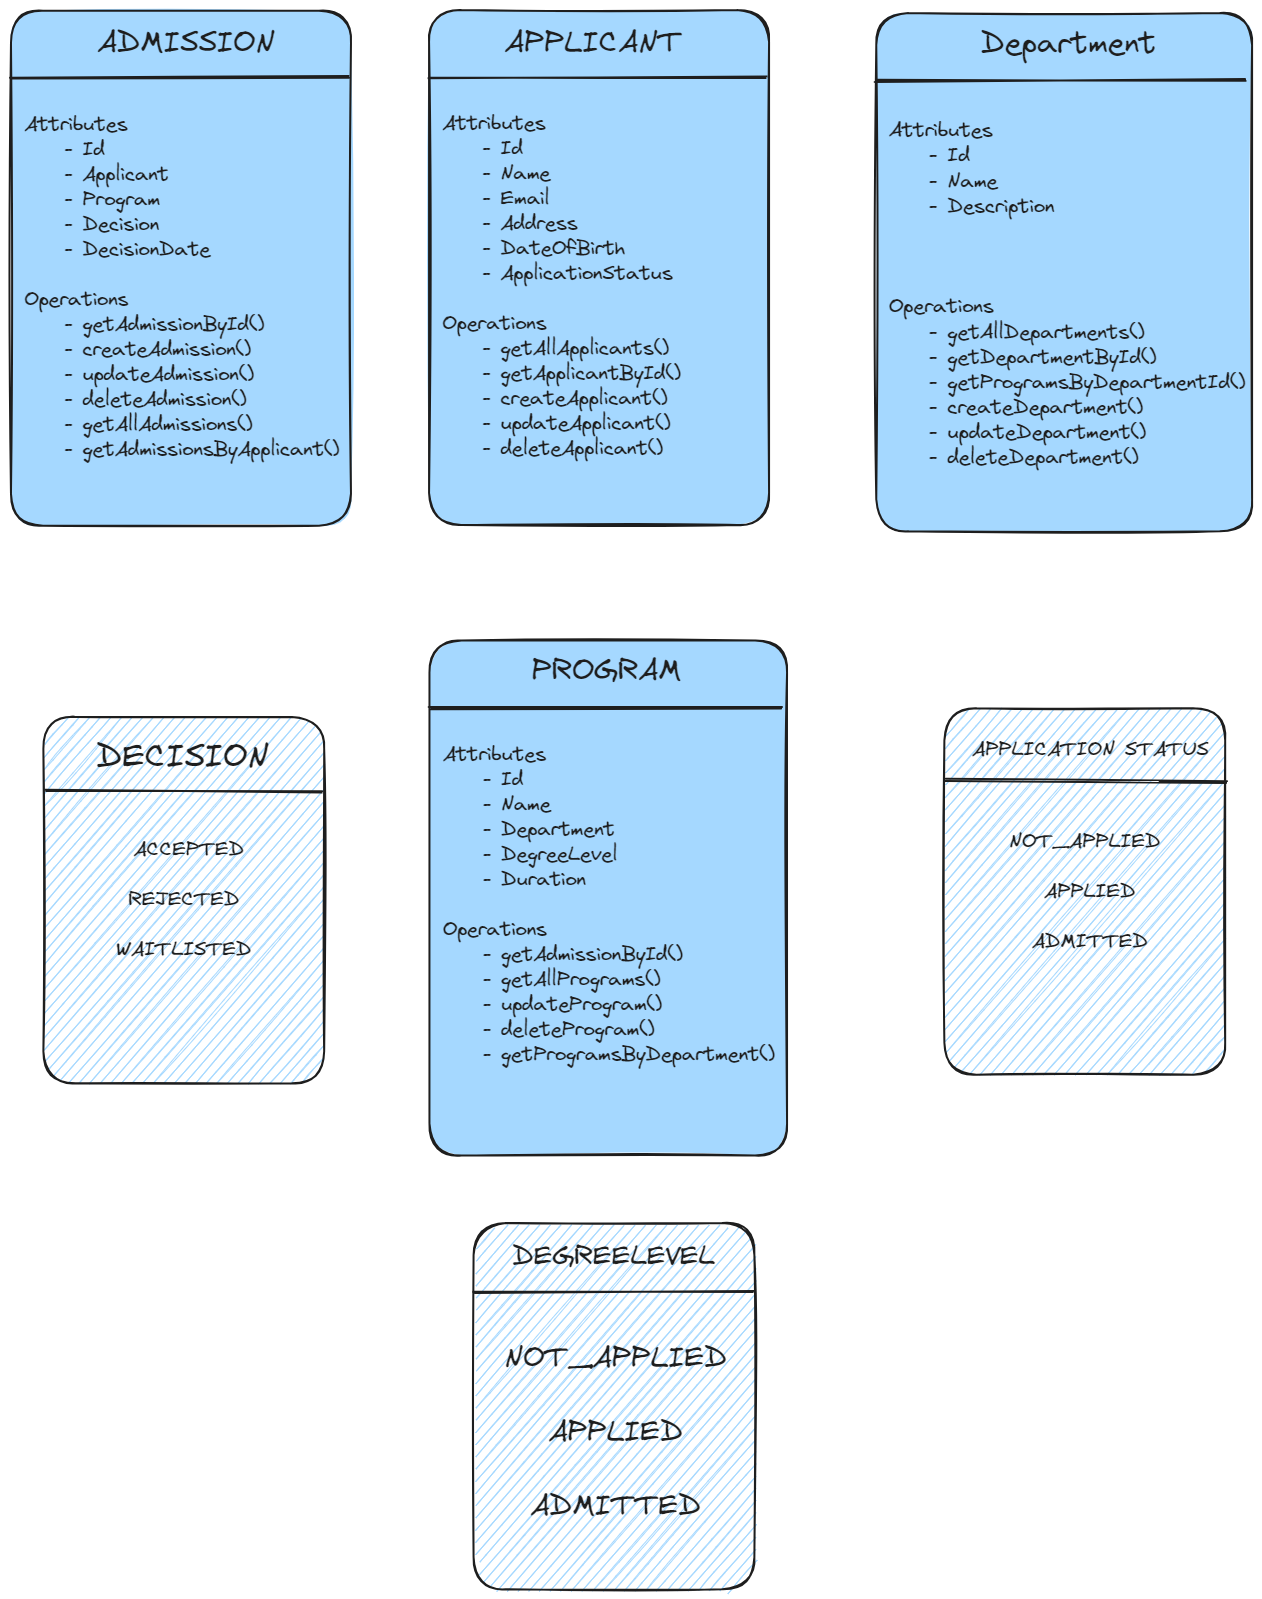 ADMISSION
Attributes
- Id
- Applicant
- Program
- Decision
- DecisionDate
Operations
- getAdmissionById()
- createAdmission()
- updateAdmission()
- deleteAdmission()
- getAllAdmissions()
- getAdmissionsByApplicant()
APPLICANT
Attributes
- Id
- Name
- Email
- Address
- DateOfBirth
- ApplicationStatus
Operations
- getAllApplicants()
- getApplicantById()
- createApplicant()
- updateApplicant()
- deleteApplicant()
Department
Attributes
- Id
- Name
- Description
Operations
- getAllDepartments()
- getDepartmentById()
- getProgramsByDepartmentId()
- createDepartment()
- updateDepartment()
- deleteDepartment()
DECISION
ACCEPTED
REJECTED
WAITLISTED
PROGRAM
Attributes
- Id
- Name
- Department
- DegreeLevel
- Duration
Operations
- getAdmissionById()
- getAllPrograms()
- updateProgram()
- deleteProgram()
- getProgramsByDepartment()
APPLICATION STATUS
NOT_APPLIED
APPLIED
ADMITTED
DEGREELEVEL
NOT_APPLIED
APPLIED
ADMITTED